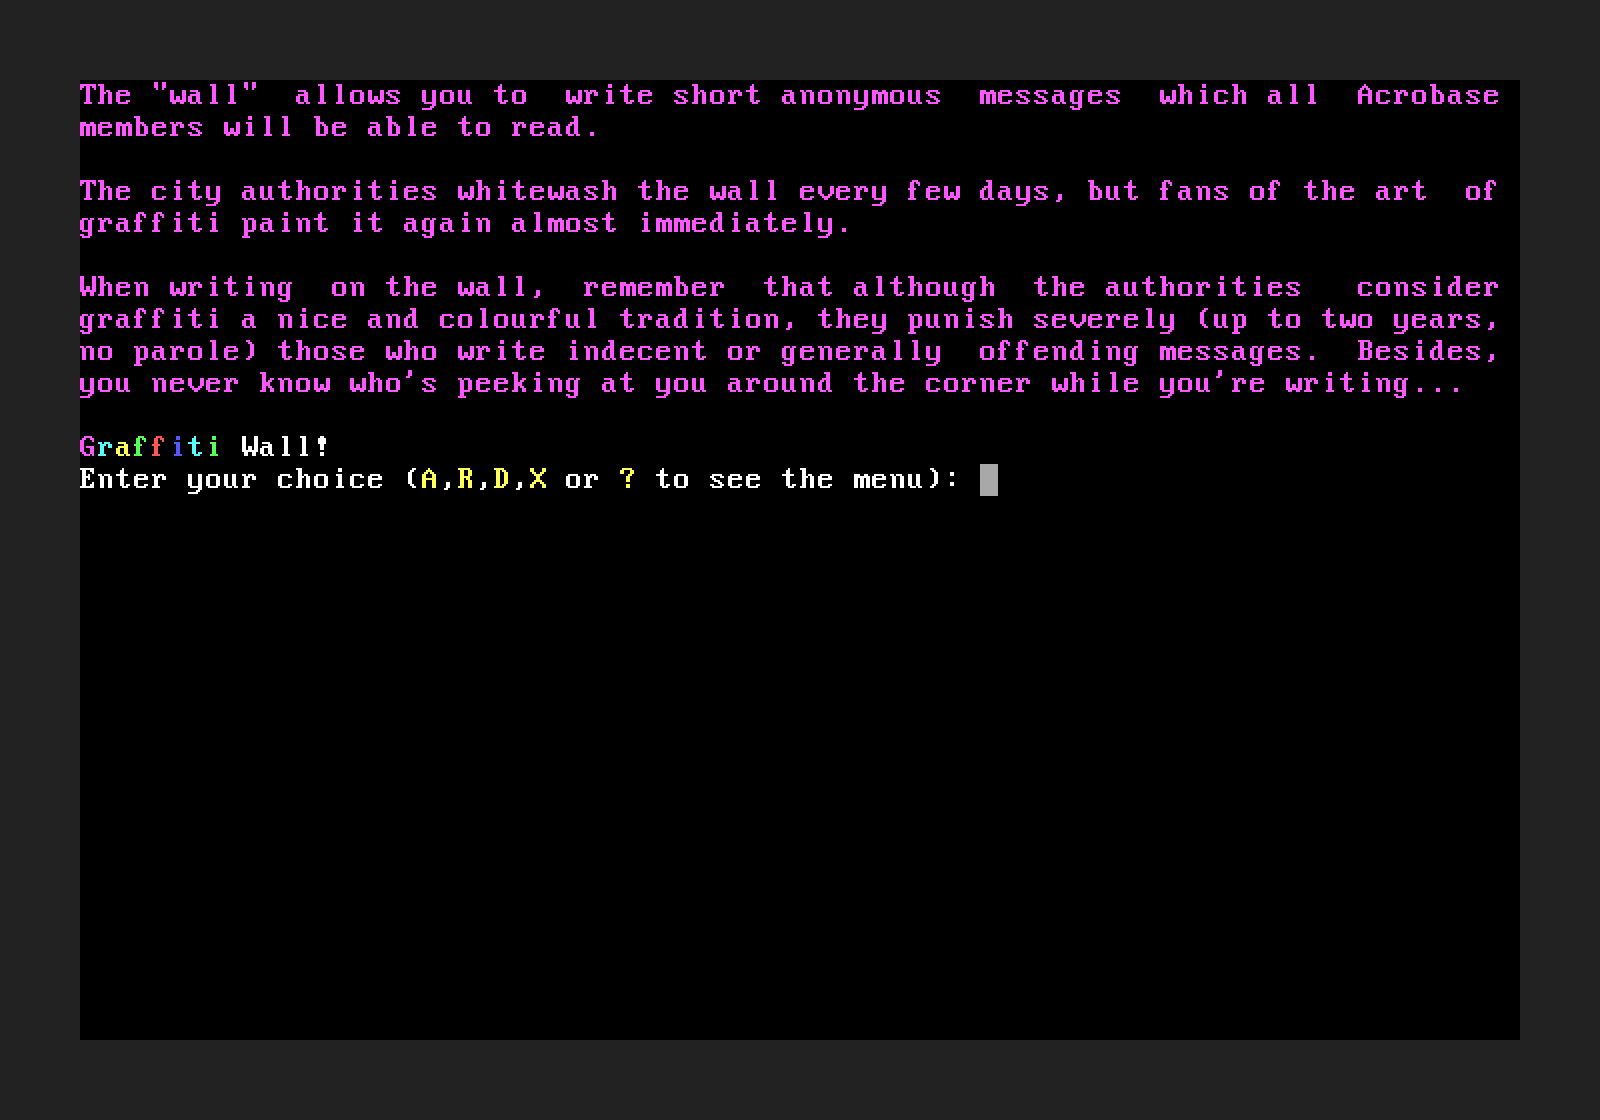 The "wall"  allows you to  write short anonymous  messages  which all  Acrobase
members will be able to read.
The city authorities whitewash the wall every few days, but fans of the art  of
graffiti paint it again almost immediately.
When writing  on the wall,  remember  that although  the authorities   consider
graffiti a nice and colourful tradition, they punish severely (up to two years,
no parole) those who write indecent or generally  offending messages.  Besides,
you never know who's peeking at you around the corner while you're writing...
Graffiti Wall!
Enter your choice (A,R,D,X or ? to see the menu):